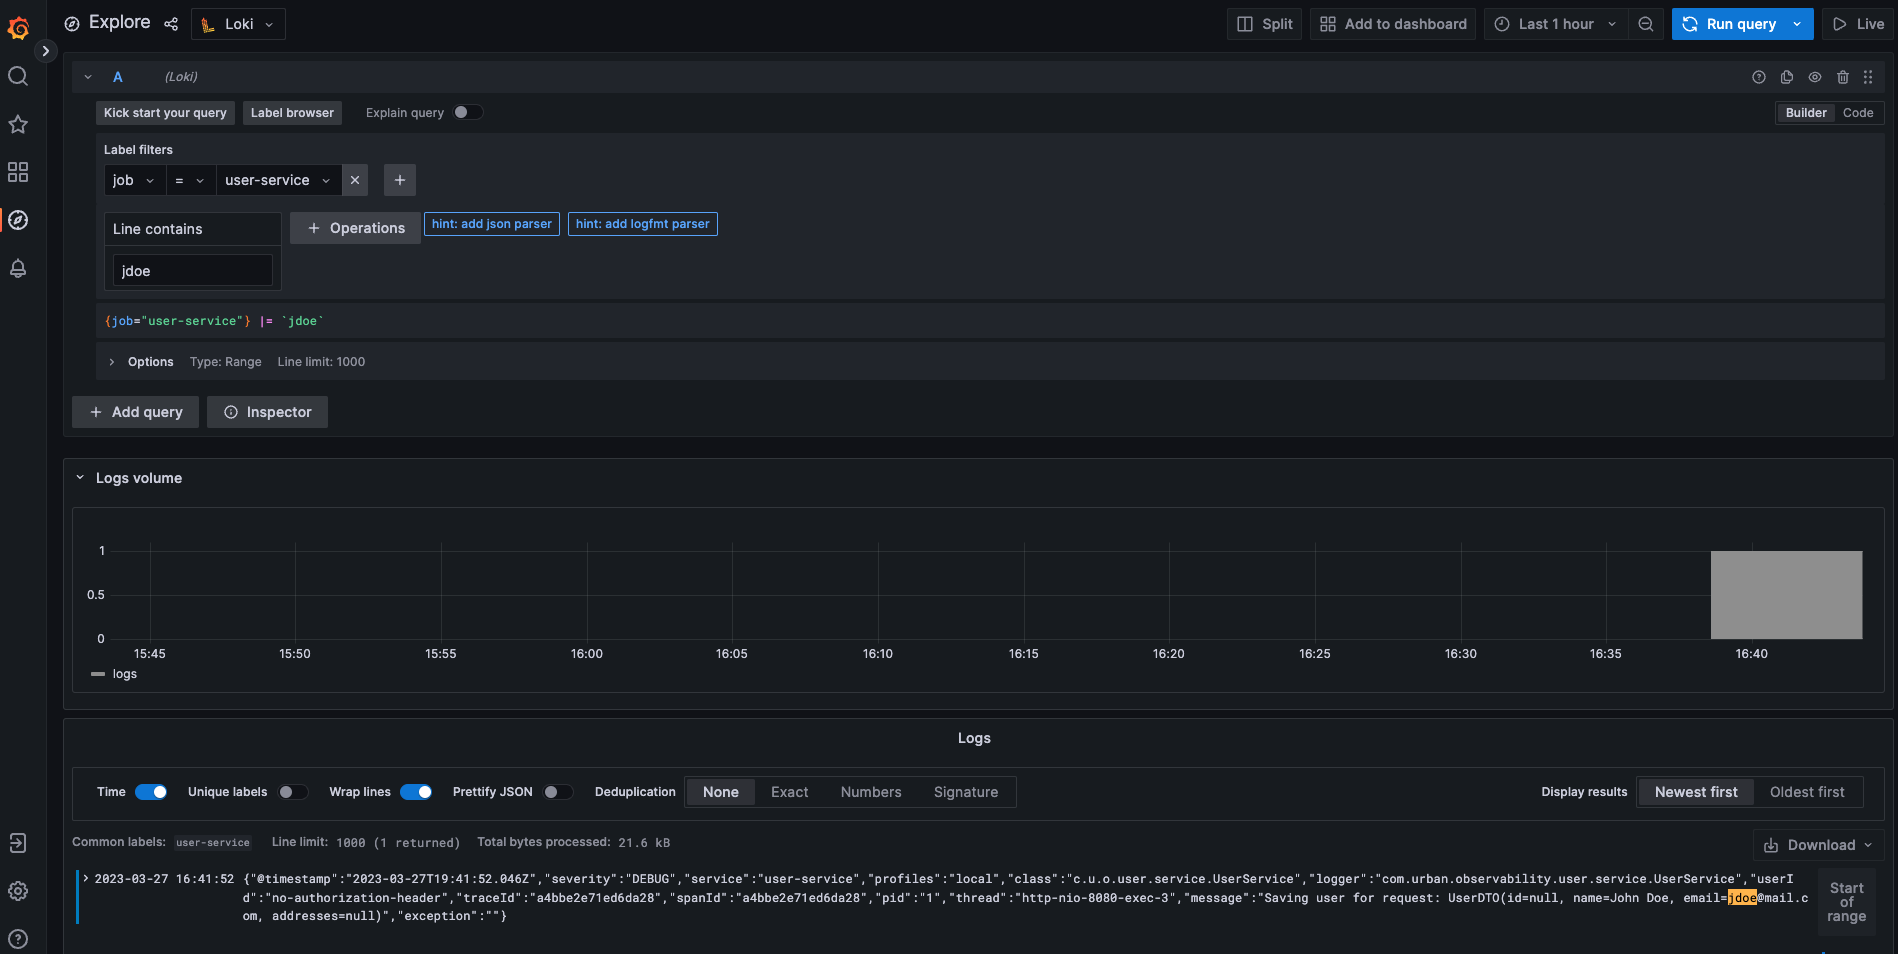 Explore
Loki
Split
Add to dashboard
Last 1 hour
Run query
Live
A
(Loki)
Kick start your query
Label browser
Explain query
Builder
Code
Label filters
job
=
user-service
Line contains
Operations
hint: add json parser
hint: add logfmt parser
jdoe
{job="user-service"} |= `jdoe`
Options
Type: Range
Line limit: 1000
Add query
Inspector
Logs volume
1
0.5
0
15:45
15:50
15:55
16:00
16:05
16:10
16:15
16:20
16:25
16:30
16:35
16:40
logs
Logs
Time
Unique labels
Wrap lines
Prettify JSON
Deduplication
None
Exact
Numbers
Signature
Display results
Newest first
Oldest first
Common labels:
user-service
Line limit:
1000 (1 returned)
Total bytes processed:
21.6 kB
Download
2023-03-27 16:41:52
{"@timestamp":"2023-03-27T19:41:52.046Z","severity":"DEBUG","service":"user-service","profiles":"local","class":"c.u.o.user.service.UserService","logger":"com.urban.observability.user.service.UserService","userI
d":"no-authorization-header","traceId":"a4bbe2e71ed6da28","spanId":"a4bbe2e71ed6da28","pid":"1","thread":"http-nio-8080-exec-3","message":"Saving user for request: UserDTO(id=null, name=John Doe, email=jdoe@mail.c
om, addresses=null)","exception":""}
Start
of
range